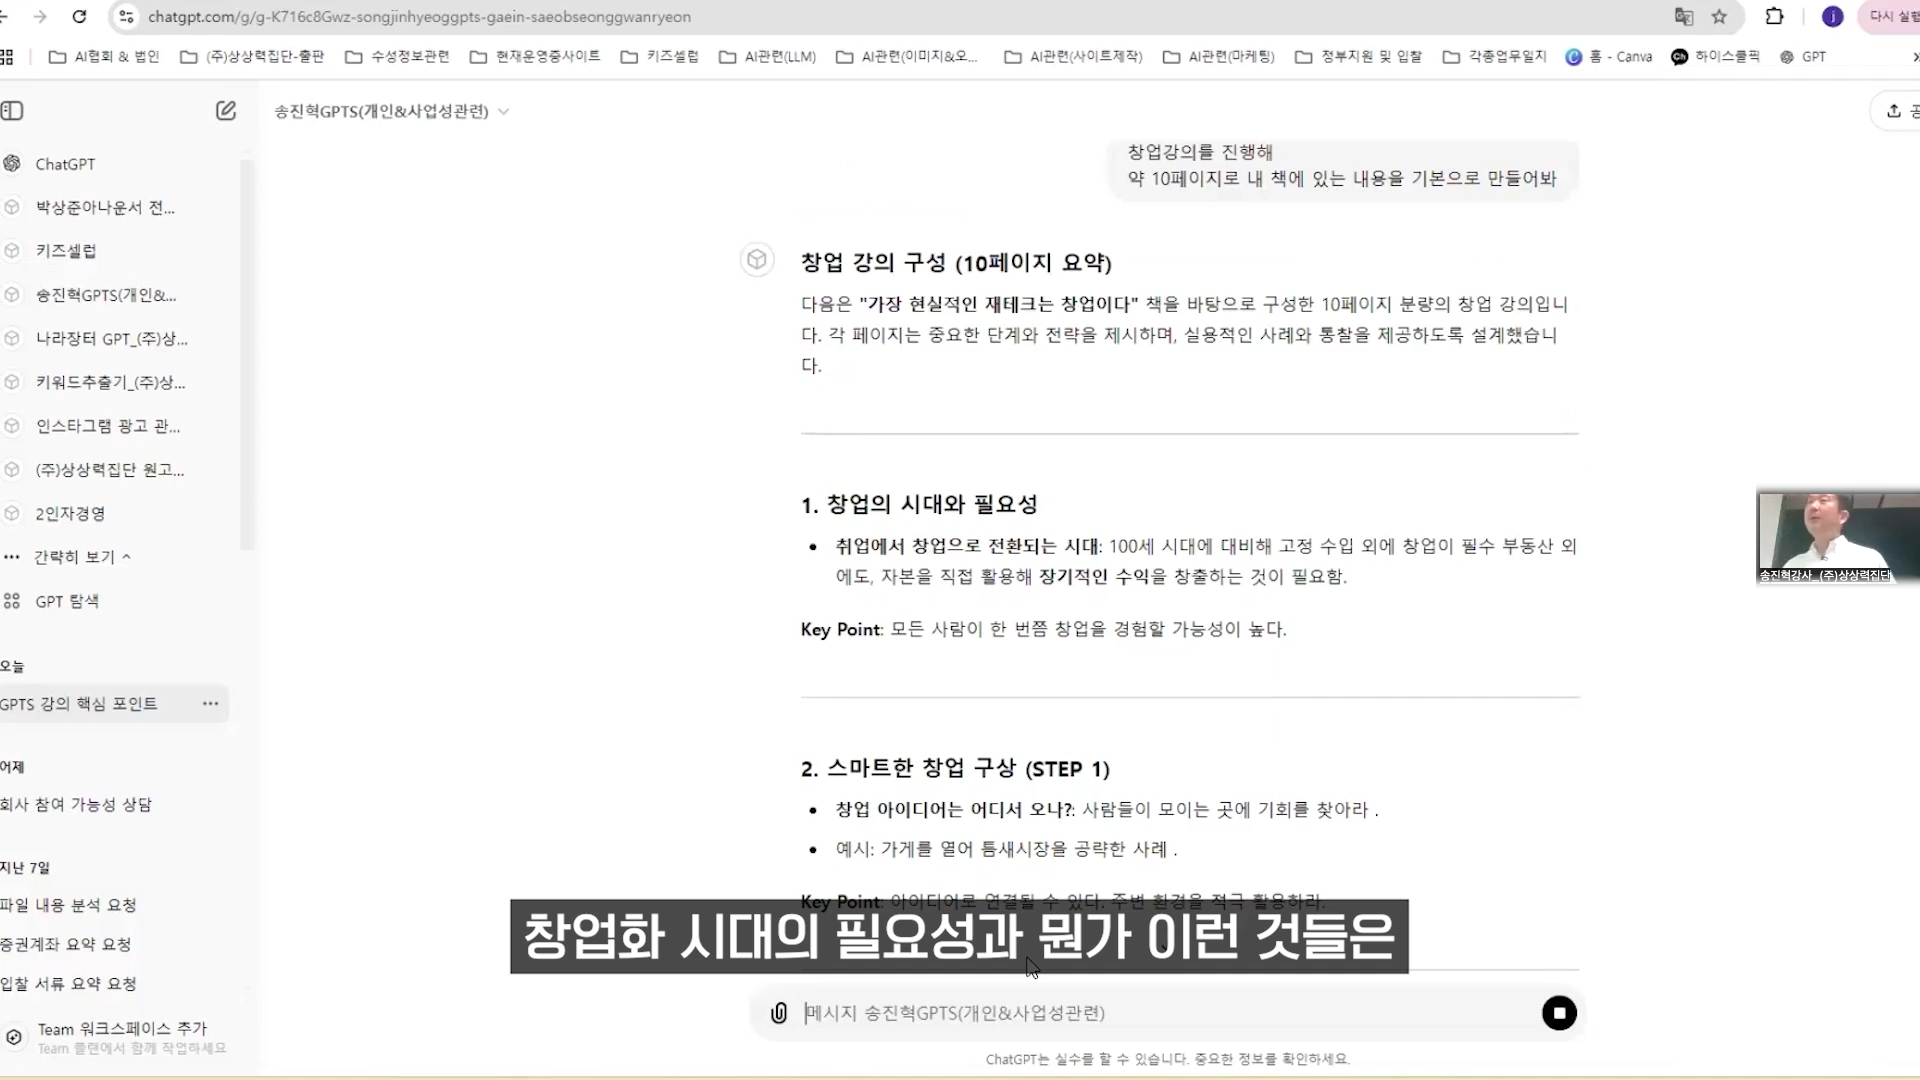 chatgpt.com/g/g-K716c8Gwz-songjinhyeoggpts-gaein-saeobseonggwanryeon
다시 실행
AI협회 & 법인
(주)상상력집단-출판
수성정보관련
현재운영중사이트
키즈셀럽
AI관련(LLM)
AI관련(이미지&오...
AI관련(사이트제작)
AI관련(마케팅)
정부지원 및 입찰
각종업무일지
홈 - Canva
하이스쿨픽
GPT
송진혁GPTS(개인&사업성관련)
ChatGPT
박상준아나운서 전...
키즈셀럽
송진혁GPTS(개인&...
나라장터 GPT_(주)상...
키워드추출기_(주)상...
인스타그램 광고 관...
(주)상상력집단 원고...
2인자경영
간략히 보기
GPT 탐색
오늘
GPTS 강의 핵심 포인트
어제
회사 참여 가능성 상담
지난 7일
파일 내용 분석 요청
증권계좌 요약 요청
입찰 서류 요약 요청
Team 워크스페이스 추가
Team 플랜에서 함께 작업하세요
창업강의를 진행해
약 10페이지로 내 책에 있는 내용을 기본으로 만들어봐
창업 강의 구성 (10페이지 요약)
다음은 "가장 현실적인 재테크는 창업이다" 책을 바탕으로 구성한 10페이지 분량의 창업 강의입니
다. 각 페이지는 중요한 단계와 전략을 제시하며, 실용적인 사례와 통찰을 제공하도록 설계했습니
다.
1. 창업의 시대와 필요성
취업에서 창업으로 전환되는 시대: 100세 시대에 대비해 고정 수입 외에 창업이 필수 부동산 외
에도, 자본을 직접 활용해 장기적인 수익을 창출하는 것이 필요함.
Key Point: 모든 사람이 한 번쯤 창업을 경험할 가능성이 높다.
2. 스마트한 창업 구상 (STEP 1)
창업 아이디어는 어디서 오나?: 사람들이 모이는 곳에 기회를 찾아라 .
예시: 가게를 열어 틈새시장을 공략한 사례 .
Key Point: 아이디어로 연결될 수 있다. 주변 환경을 적극 활용하라.
창업화 시대의 필요성과 뭔가 이런 것들은
메시지 송진혁GPTS(개인&사업성관련)
ChatGPT는 실수를 할 수 있습니다. 중요한 정보를 확인하세요.
송진혁강사_(주)상상력집단